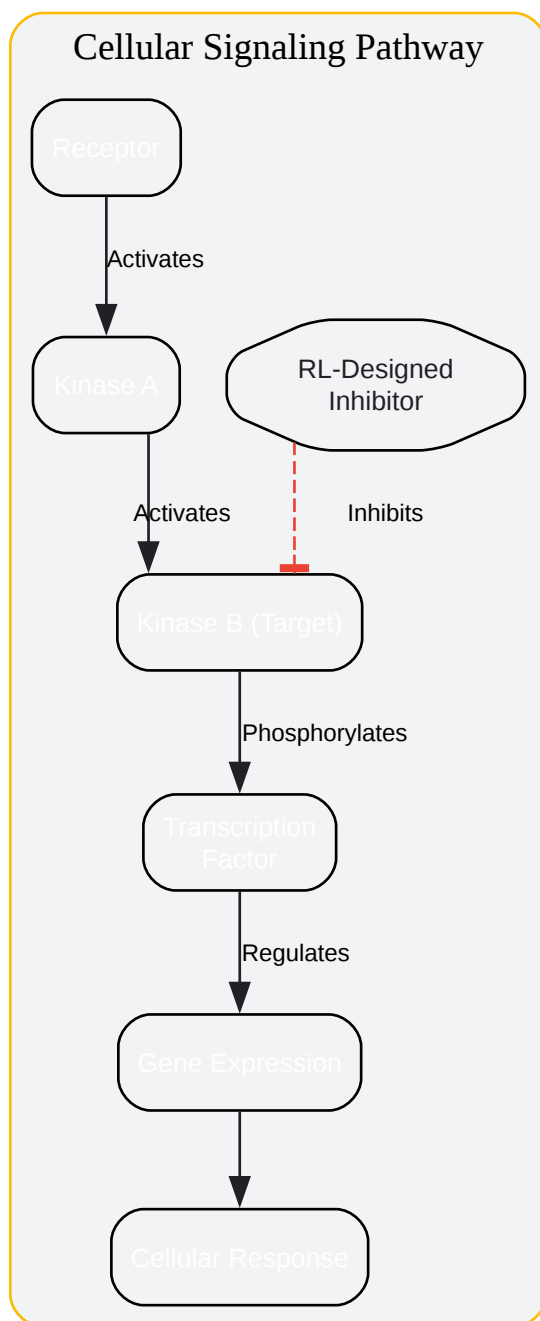 Cellular Signaling Pathway
Receptor
Activates
Kinase A
RL-Designed
Inhibitor
Activates
Inhibits
Kinase B (Target)
Phosphorylates
Transcription
Factor
Regulates
Gene Expression
Cellular Response